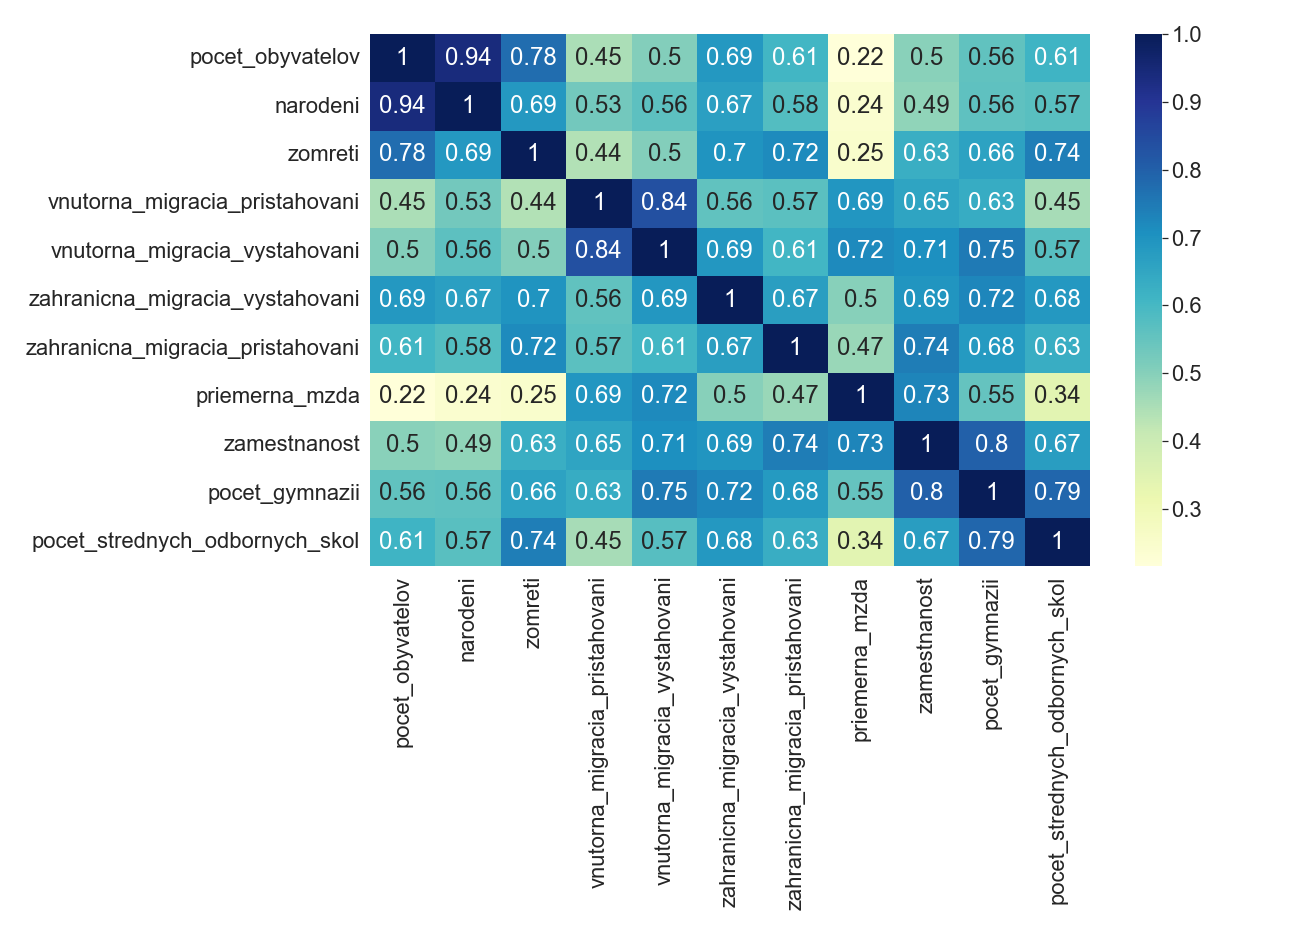 pocet_obyvatelov 1 0.94 0.78 0.45 0.5 0.69 0.61 0.22 0.5 0.56 0.61
narodeni 0.94 1 0.69 0.53 0.56 0.67 0.58 0.24 0.49 0.56 0.57
zomreti 0.78 0.69 1 0.44 0.5 0.7 0.72 0.25 0.63 0.66 0.74
vnutorna_migracia_pristahovani 0.45 0.53 0.44 1 0.84 0.56 0.57 0.69 0.65 0.63 0.45
vnutorna_migracia_vystahovani 0.5 0.56 0.5 0.84 1 0.69 0.61 0.72 0.71 0.75 0.57
zahranicna_migracia_vystahovani 0.69 0.67 0.7 0.56 0.69 1 0.67 0.5 0.69 0.72 0.68
zahranicna_migracia_pristahovani 0.61 0.58 0.72 0.57 0.61 0.67 1 0.47 0.74 0.68 0.63
priemerna_mzda 0.22 0.24 0.25 0.69 0.72 0.5 0.47 1 0.73 0.55 0.34
zamestnanost 0.5 0.49 0.63 0.65 0.71 0.69 0.74 0.73 1 0.8 0.67
pocet_gymnazii 0.56 0.56 0.66 0.63 0.75 0.72 0.68 0.55 0.8 1 0.79
pocet_strednych_odbornych_skol 0.61 0.57 0.74 0.45 0.57 0.68 0.63 0.34 0.67 0.79 1
pocet_obyvatelov
narodeni
zomreti
vnutorna_migracia_pristahovani
vnutorna_migracia_vystahovani
zahranicna_migracia_vystahovani
zahranicna_migracia_pristahovani
priemerna_mzda
zamestnanost
pocet_gymnazii
pocet_strednych_odbornych_skol
1.0
0.9
0.8
0.7
0.6
0.5
0.4
0.3